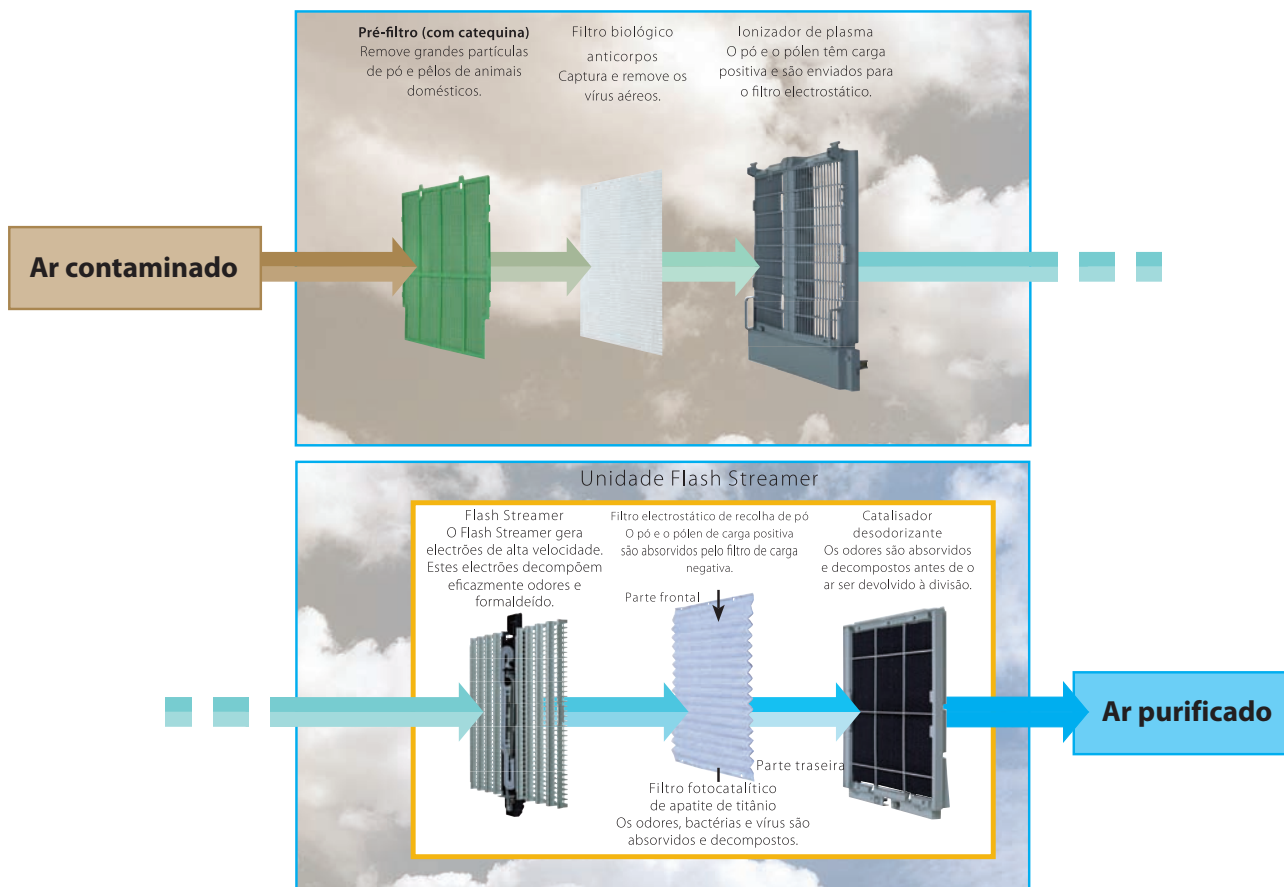 Pré-filtro (com catequina)
Remove grandes partículas
de pó e pêlos de animais
domésticos.
Filtro biológico
anticorpos
Captura e remove os
vírus aéreos.
Ionizador de plasma
O pó e o pólen têm carga
positiva e são enviados para
o filtro electrostático.
Ar contaminado
Unidade Flash Streamer
Flash Streamer
O Flash Streamer gera
electrões de alta velocidade.
Estes electrões decompõem
eficazmente odores e
formaldeído.
Filtro electrostático de recolha de pó
O pó e o pólen de carga positiva
são absorvidos pelo filtro de carga
negativa.
Parte frontal
Catalisador
desodorizante
Os odores são absorvidos
e decompostos antes de o
ar ser devolvido à divisão.
Ar purificado
Parte traseira
Filtro fotocatalítico
de apatite de titânio
Os odores, bactérias e vírus são
absorvidos e decompostos.